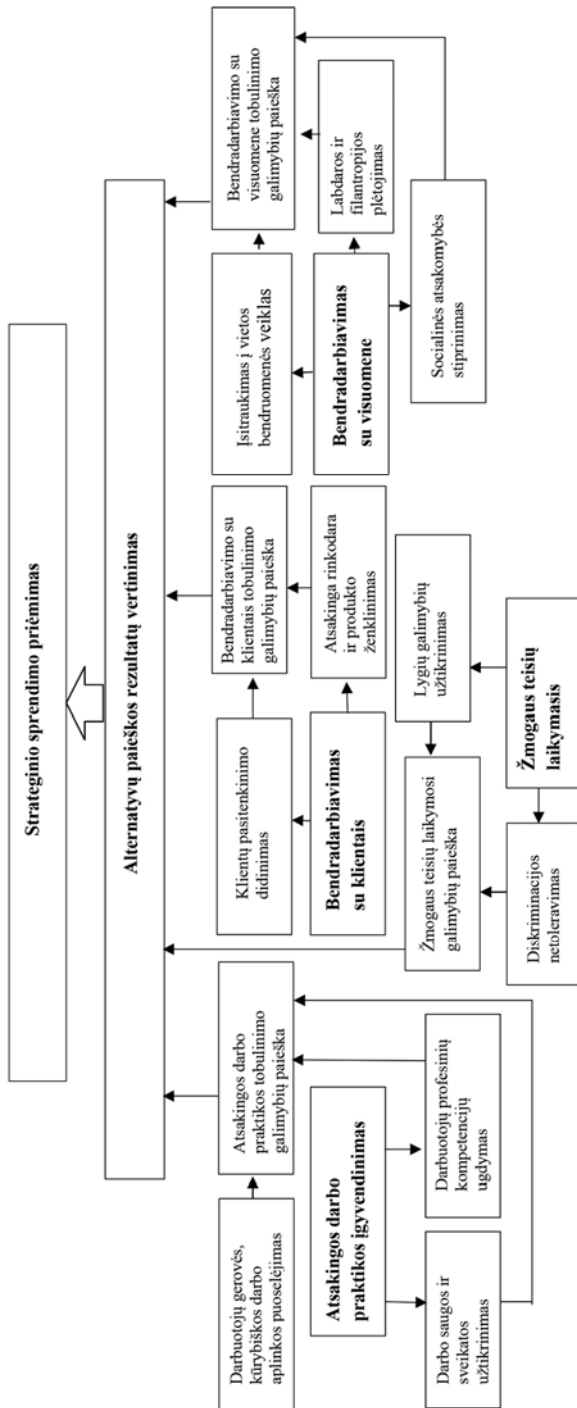 Strateginio sprendimo priėmimas
Alternatyvų paieškos rezultatų vertinimas
Darbuotojų gerovės,
kūrybiškos darbo
aplinkos puoselėjimas
Atsakingos darbo
praktikos tobulinimo
galimybių paieška
Atsakingos darbo
praktikos įgyvendinimas
Darbo saugos ir
sveikatos
užtikrinimas
Darbuotojų profesinių
kompetencijų
ugdymas
Klientų pasitenkinimo
didinimas
Bendradarbiavimo su
klientais tobulinimo
galimybių paieška
Bendradarbiavimas
su klientais
Atsakinga rinkodara
ir produkto
ženklinimas
Žmogaus teisių laikymosi
galimybių paieška
Lygių galimybių
užtikrinimas
Diskriminacijos
netoleravimas
Žmogaus teisių
laikymasis
Įsitraukimas į vietos
bendruomenės veiklas
Bendradarbiavimo su
visuomene tobulinimo
galimybių paieška
Bendradarbiavimas
su visuomene
Labdaros ir
filantropijos
plėtojimas
Socialinės atsakomybės
stiprinimas